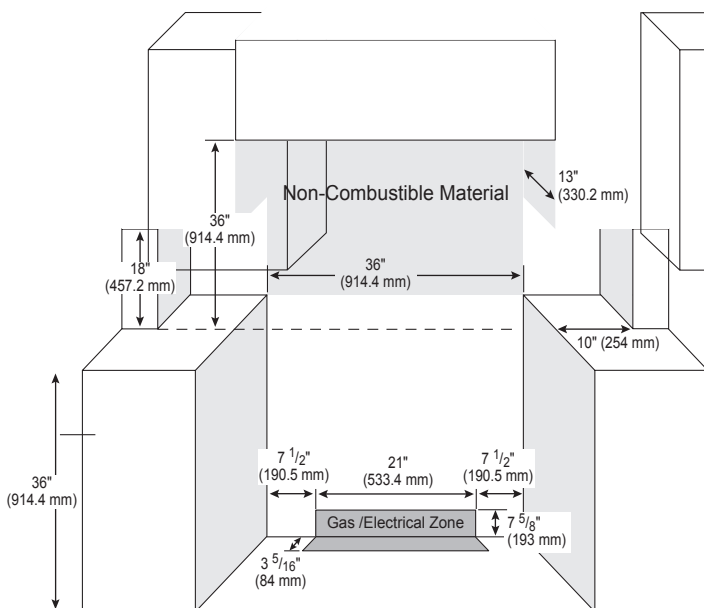 13"
(330.2 mm)
Non-Combustible Material
36"
(914.4 mm)
18"
(457.2 mm)
36"
(914.4 mm)
10" (254 mm)
36"
(914.4 mm)
7 1/2"
(190.5 mm)
21"
(533.4 mm)
7 1/2"
(190.5 mm)
Gas /Electrical Zone
7 5/8"
(193 mm)
3 5/16"
(84 mm)